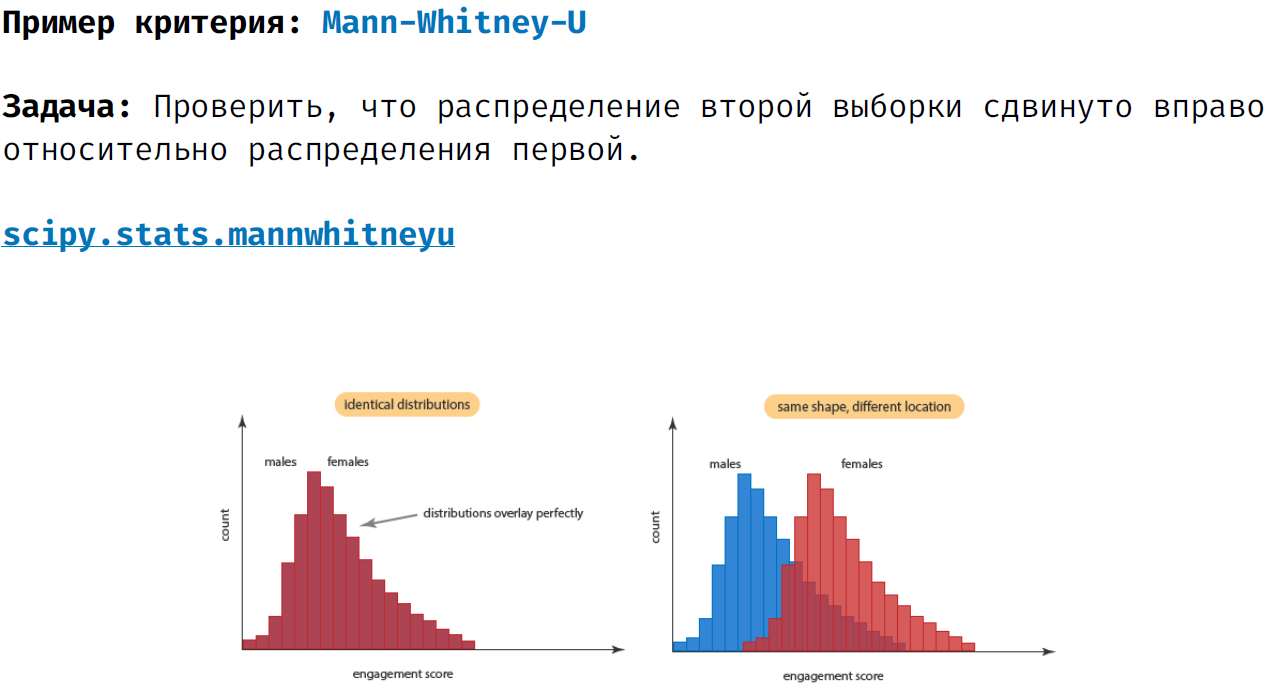 Пример критерия: Mann-Whitney-U
Задача: Проверить, что распределение второй выборки сдвинуто вправо
относительно распределения первой.
scipy.stats.mannwhitneyu
identical distributions
males females
distributions overlay perfectly
count
engagement score
same shape, different location
males females
count
engagement score